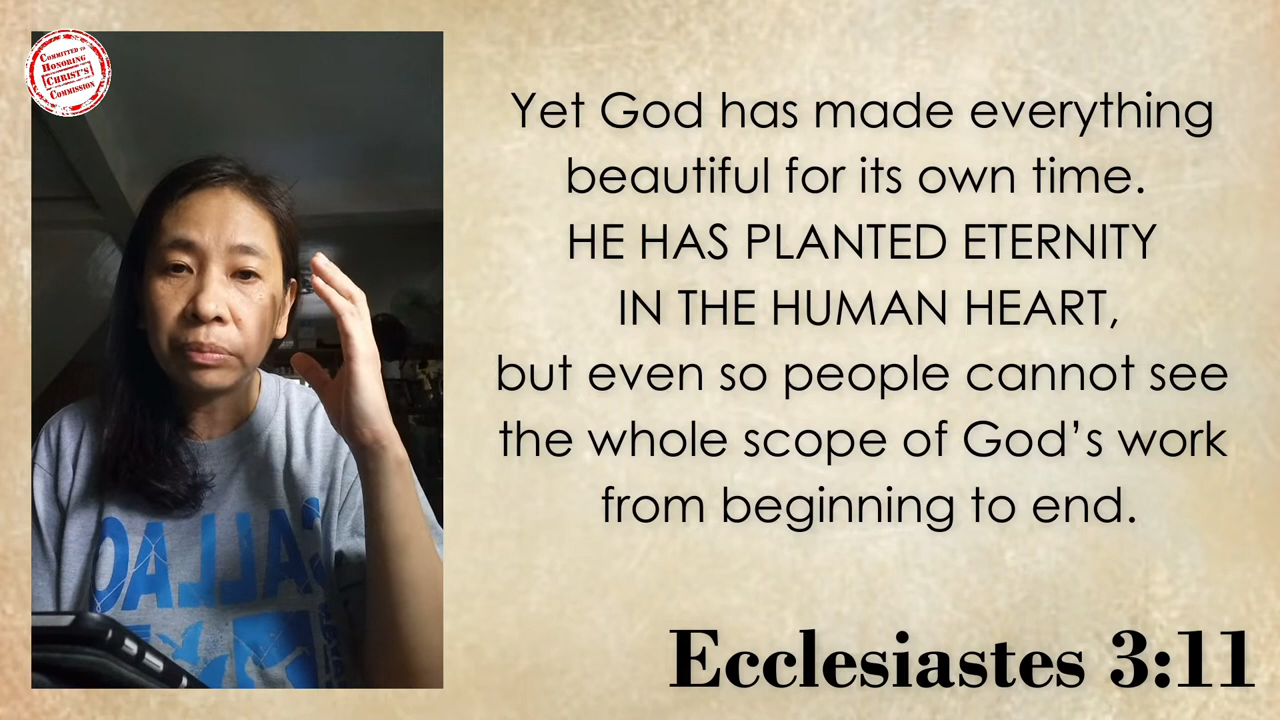 COMMITTED TO
HONORING
CHRIST'S
COMMISSION
Yet God has made everything
beautiful for its own time.
HE HAS PLANTED ETERNITY
IN THE HUMAN HEART,
but even so people cannot see
the whole scope of God's work
from beginning to end.
Ecclesiastes 3:11